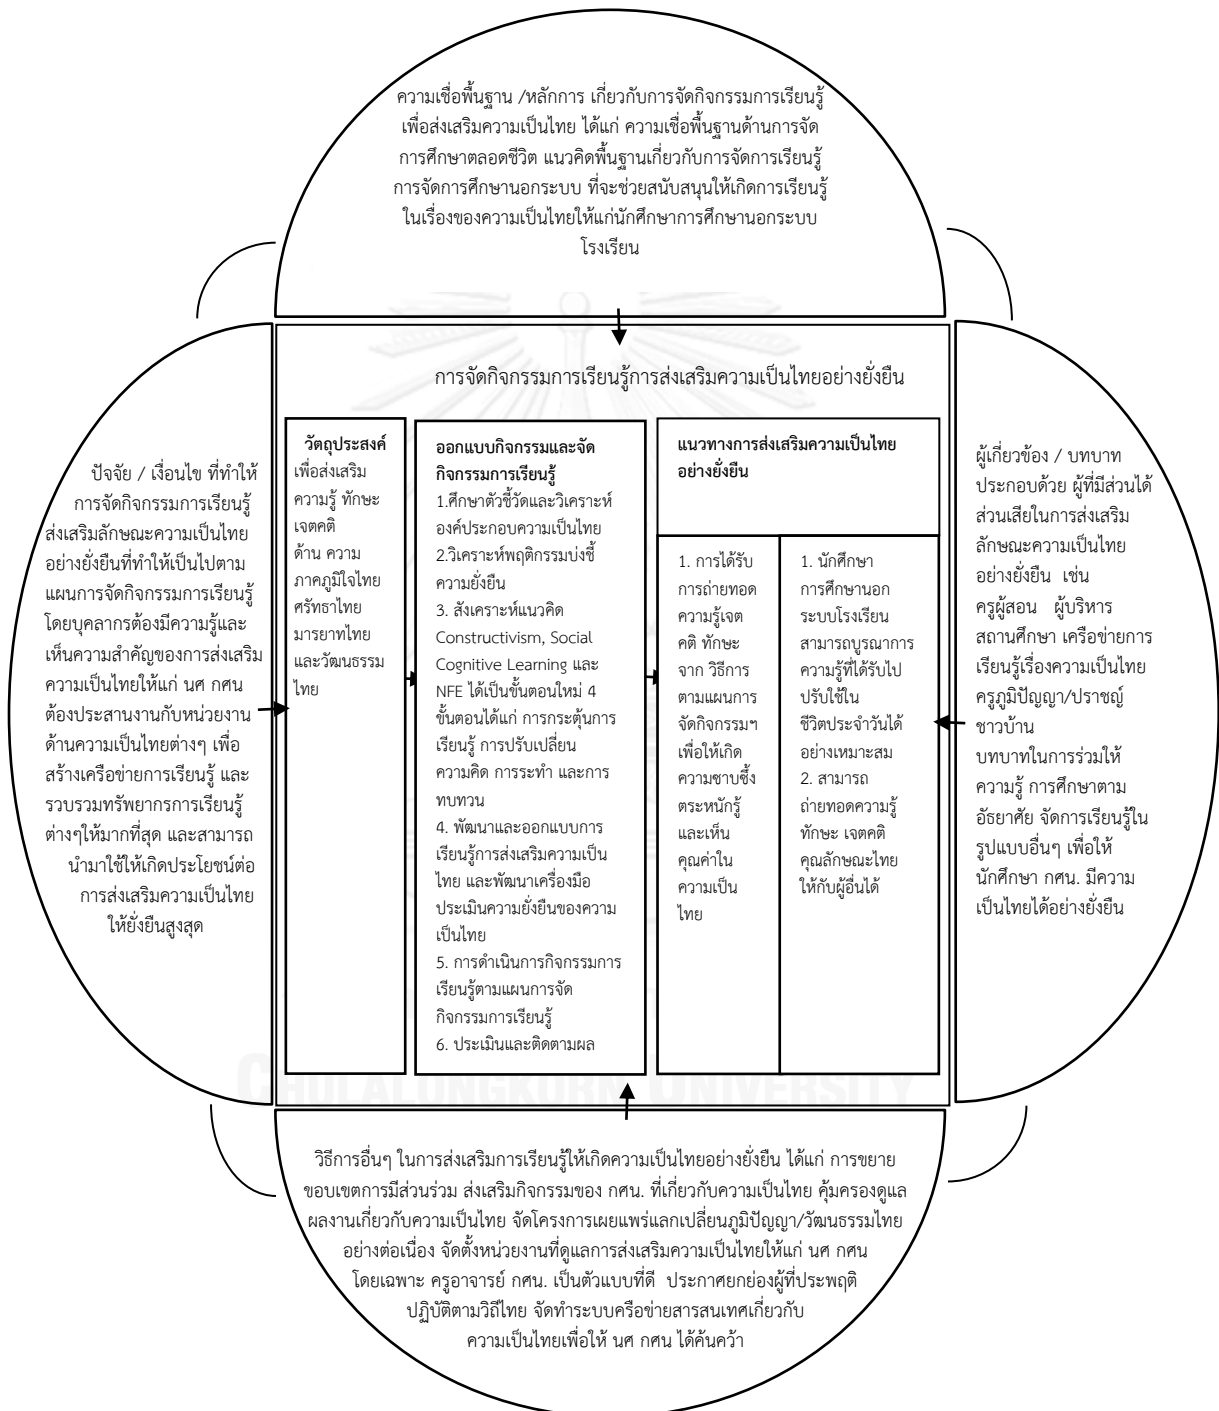 ความเชื่อพื้นฐาน /หลักการ เกี่ยวกับการจัดกิจกรรมการเรียนรู้
เพื่อส่งเสริมความเป็นไทย ได้แก่ ความเชื่อพื้นฐานด้านการจัด
การศึกษาตลอดชีวิต แนวคิดพื้นฐานเกี่ยวกับการจัดการเรียนรู้
การจัดการศึกษานอกระบบ ที่จะช่วยสนับสนุนให้เกิดการเรียนรู้
ในเรื่องของความเป็นไทยให้แก่นักศึกษาการศึกษานอกระบบ
โรงเรียน
การจัดกิจกรรมการเรียนรู้การส่งเสริมความเป็นไทยอย่างยั่งยืน
ปัจจัย / เงื่อนไข ที่ทำให้
การจัดกิจกรรมการเรียนรู้
ส่งเสริมลักษณะความเป็นไทย
อย่างยั่งยืนที่ทำให้เป็นไปตาม
แผนการจัดกิจกรรมการเรียนรู้
โดยบุคลากรต้องมีความรู้และ
เห็นความสำคัญของการส่งเสริม
ความเป็นไทยให้แก่ นศ กศน
ต้องประสานงานกับหน่วยงาน
ด้านความเป็นไทยต่างๆ เพื่อ
สร้างเครือข่ายการเรียนรู้ และ
รวบรวมทรัพยากรการเรียนรู้
ต่างๆให้มากที่สุด และสามารถ
นำมาใช้ให้เกิดประโยชน์ต่อ
การส่งเสริมความเป็นไทย
ให้ยั่งยืนสูงสุด
วัตถุประสงค์
เพื่อส่งเสริม
ความรู้ ทักษะ
เจตคติ
ด้าน ความ
ภาคภูมิใจไทย
ศรัทธาไทย
มารยาทไทย
และวัฒนธรรม
ไทย
ออกแบบกิจกรรมและจัด
กิจกรรมการเรียนรู้
1.ศึกษาตัวชี้วัดและวิเคราะห์
องค์ประกอบความเป็นไทย
2.วิเคราะห์พฤติกรรมบ่งชี้
ความยั่งยืน
3. สังเคราะห์แนวคิด
Constructivism, Social
Cognitive Learning และ
NFE ได้เป็นขั้นตอนใหม่ 4
ขั้นตอนได้แก่ การกระตุ้นการ
เรียนรู้ การปรับเปลี่ยน
ความคิด การกระทำ และการ
ทบทวน
4. พัฒนาและออกแบบการ
เรียนรู้การส่งเสริมความเป็น
ไทย และพัฒนาเครื่องมือ
ประเมินความยั่งยืนของความ
เป็นไทย
5. การดำเนินการกิจกรรมการ
เรียนรู้ตามแผนการจัด
กิจกรรมการเรียนรู้
6. ประเมินและติดตามผล
แนวทางการส่งเสริมความเป็นไทย
อย่างยั่งยืน
1. การได้รับ
การถ่ายทอด
ความรู้เจต
คติ ทักษะ
จาก วิธีการ
ตามแผนการ
จัดกิจกรรมฯ
เพื่อให้เกิด
ความซาบซึ้ง
ตระหนักรู้
และเห็น
คุณค่าใน
ความเป็น
ไทย
1. นักศึกษา
การศึกษานอก
ระบบโรงเรียน
สามารถบูรณาการ
ความรู้ที่ได้รับไป
ปรับใช้ใน
ชีวิตประจำวันได้
อย่างเหมาะสม
2. สามารถ
ถ่ายทอดความรู้
ทักษะ เจตคติ
คุณลักษณะไทย
ให้กับผู้อื่นได้
ผู้เกี่ยวข้อง / บทบาท
ประกอบด้วย ผู้ที่มีส่วนได้
ส่วนเสียในการส่งเสริม
ลักษณะความเป็นไทย
อย่างยั่งยืน เช่น
ครูผู้สอน ผู้บริหาร
สถานศึกษา เครือข่ายการ
เรียนรู้เรื่องความเป็นไทย
ครูภูมิปัญญา/ปราชญ์
ชาวบ้าน
บทบาทในการร่วมให้
ความรู้ การศึกษาตาม
อัธยาศัย จัดการเรียนรู้ใน
รูปแบบอื่นๆ เพื่อให้
นักศึกษา กศน. มีความ
เป็นไทยได้อย่างยั่งยืน
CHULALONGKORN UNIVERSITY
วิธีการอื่นๆ ในการส่งเสริมการเรียนรู้ให้เกิดความเป็นไทยอย่างยั่งยืน ได้แก่ การขยาย
ขอบเขตการมีส่วนร่วม ส่งเสริมกิจกรรมของ กศน. ที่เกี่ยวกับความเป็นไทย คุ้มครองดูแล
ผลงานเกี่ยวกับความเป็นไทย จัดโครงการเผยแพร่แลกเปลี่ยนภูมิปัญญา/วัฒนธรรมไทย
อย่างต่อเนื่อง จัดตั้งหน่วยงานที่ดูแลการส่งเสริมความเป็นไทยให้แก่ นศ กศน
โดยเฉพาะ ครูอาจารย์ กศน. เป็นตัวแบบที่ดี ประกาศยกย่องผู้ที่ประพฤติ
ปฏิบัติตามวิถีไทย จัดทำระบบครือข่ายสารสนเทศเกี่ยวกับ
ความเป็นไทยเพื่อให้ นศ กศน ได้ค้นคว้า